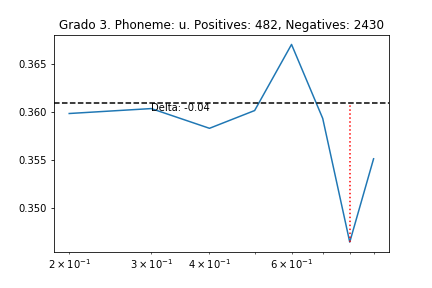 Grado 3. Phoneme: u. Positives: 482, Negatives: 2430
0.365
0.360
0.355
0.350
Delta: -0.04
2 × 10⁻¹ 3 × 10⁻¹ 4 × 10⁻¹ 6 × 10⁻¹